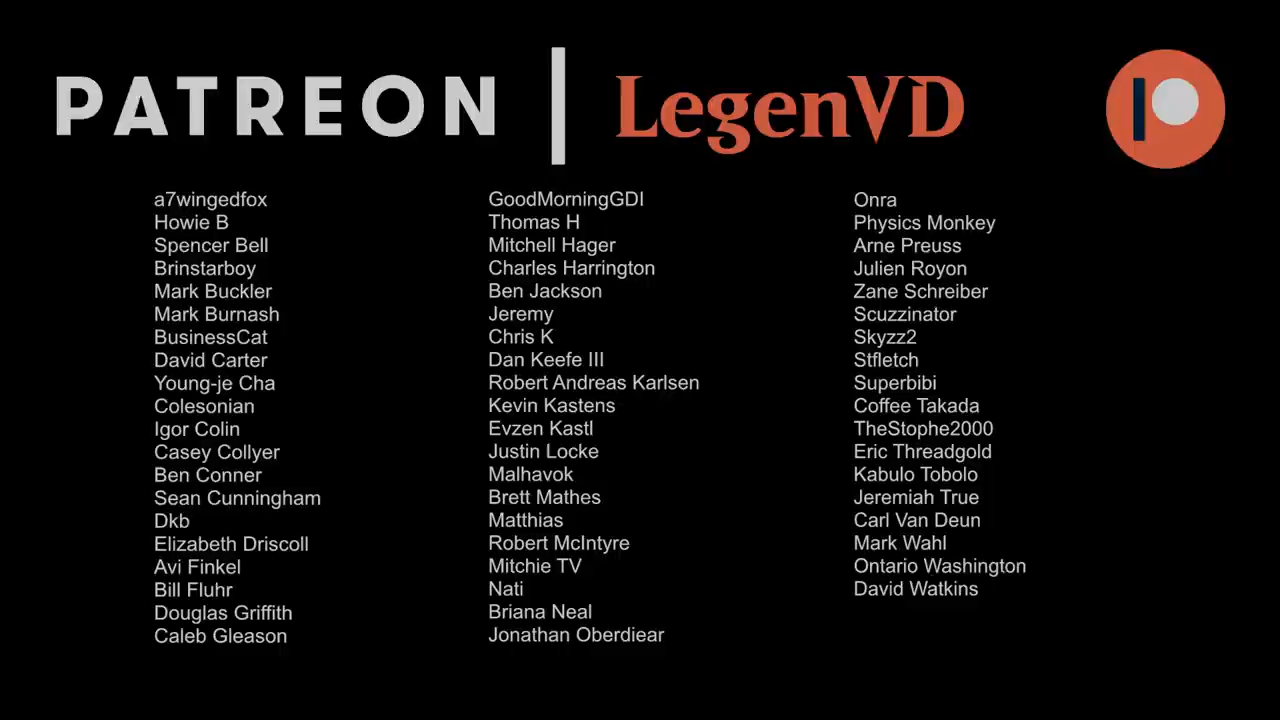 PATREON | LegenVD
a7wingedfox
Howie B
Spencer Bell
Brinstarboy
Mark Buckler
Mark Burnash
BusinessCat
David Carter
Young-je Cha
Colesonian
Igor Colin
Casey Collyer
Ben Conner
Sean Cunningham
Dkb
Elizabeth Driscoll
Avi Finkel
Bill Fluhr
Douglas Griffith
Caleb Gleason
GoodMorningGDI
Thomas H
Mitchell Hager
Charles Harrington
Ben Jackson
Jeremy
Chris K
Dan Keefe III
Robert Andreas Karlsen
Kevin Kastens
Evzen Kastl
Justin Locke
Malhavok
Brett Mathes
Matthias
Robert McIntyre
Mitchie TV
Nati
Briana Neal
Jonathan Oberdiear
Onra
Physics Monkey
Arne Preuss
Julien Royon
Zane Schreiber
Scuzzinator
Skyzz2
Stfletch
Superbibi
Coffee Takada
TheStophe2000
Eric Threadgold
Kabulo Tobolo
Jeremiah True
Carl Van Deun
Mark Wahl
Ontario Washington
David Watkins